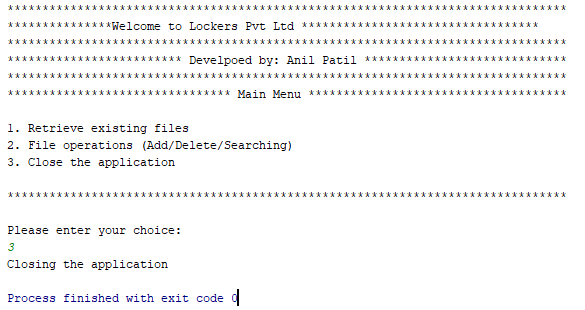 ********************************************************************************
***************Welcome to Lockers Pvt Ltd **********************************
********************************************************************************
************************* Develpoed by: Anil Patil *****************************
********************************************************************************
******************************** Main Menu *************************************
1. Retrieve existing files
2. File operations (Add/Delete/Searching)
3. Close the application
********************************************************************************
Please enter your choice:
3
Closing the application
Process finished with exit code 0